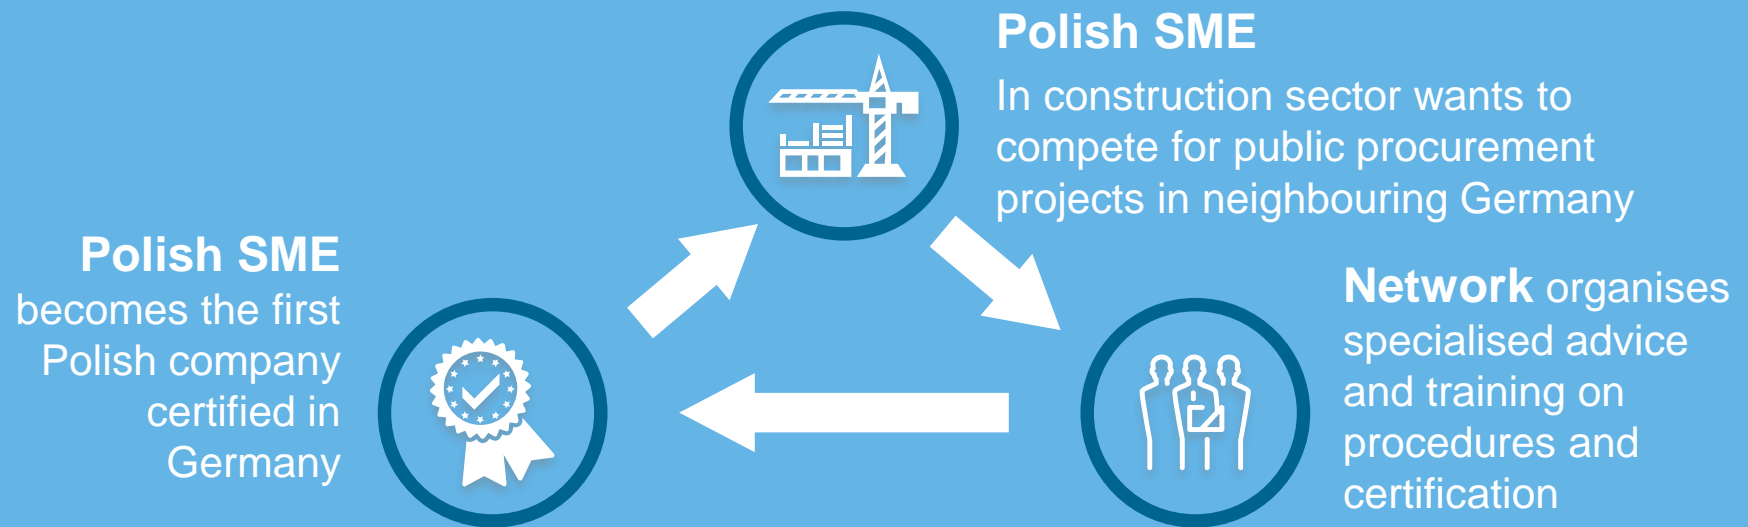 Polish SME
In construction sector wants to
compete for public procurement
projects in neighbouring Germany
Network organises
specialised advice
and training on
procedures and
certification
Polish SME
becomes the first
Polish company
certified in
Germany